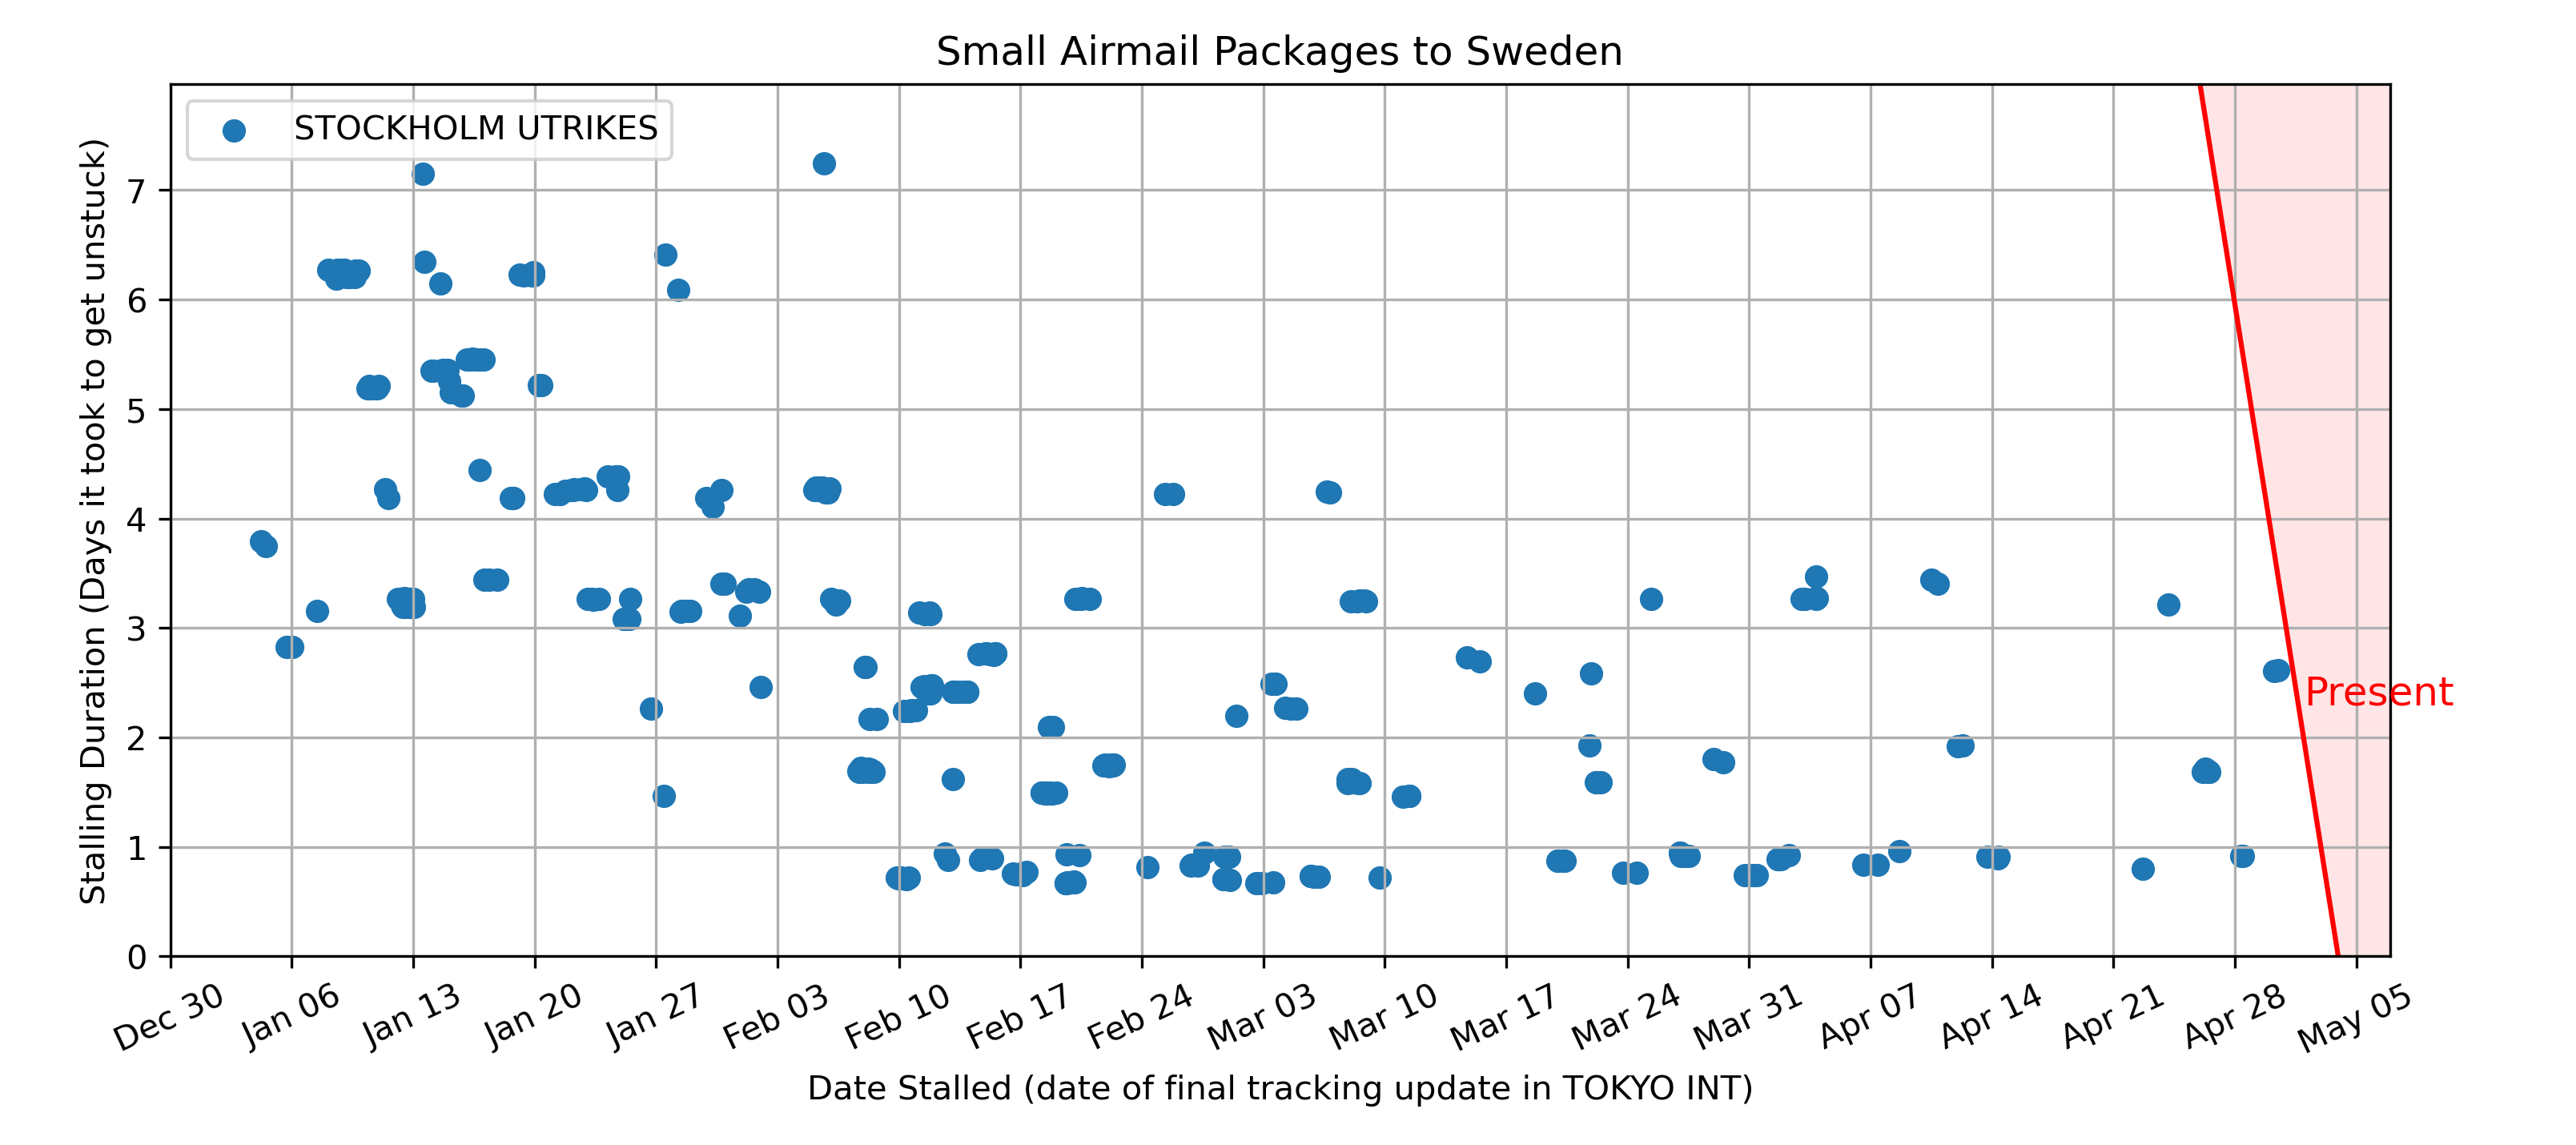 Small Airmail Packages to Sweden
STOCKHOLM UTRIKES
Stalling Duration (Days it took to get unstuck)
7
6
5
4
3
2
1
0
Present
Dec 30
Jan 06
Jan 13
Jan 20
Jan 27
Feb 03
Feb 10
Feb 17
Feb 24
Mar 03
Mar 10
Mar 17
Mar 24
Mar 31
Apr 07
Apr 14
Apr 21
Apr 28
May 05
Date Stalled (date of final tracking update in TOKYO INT)